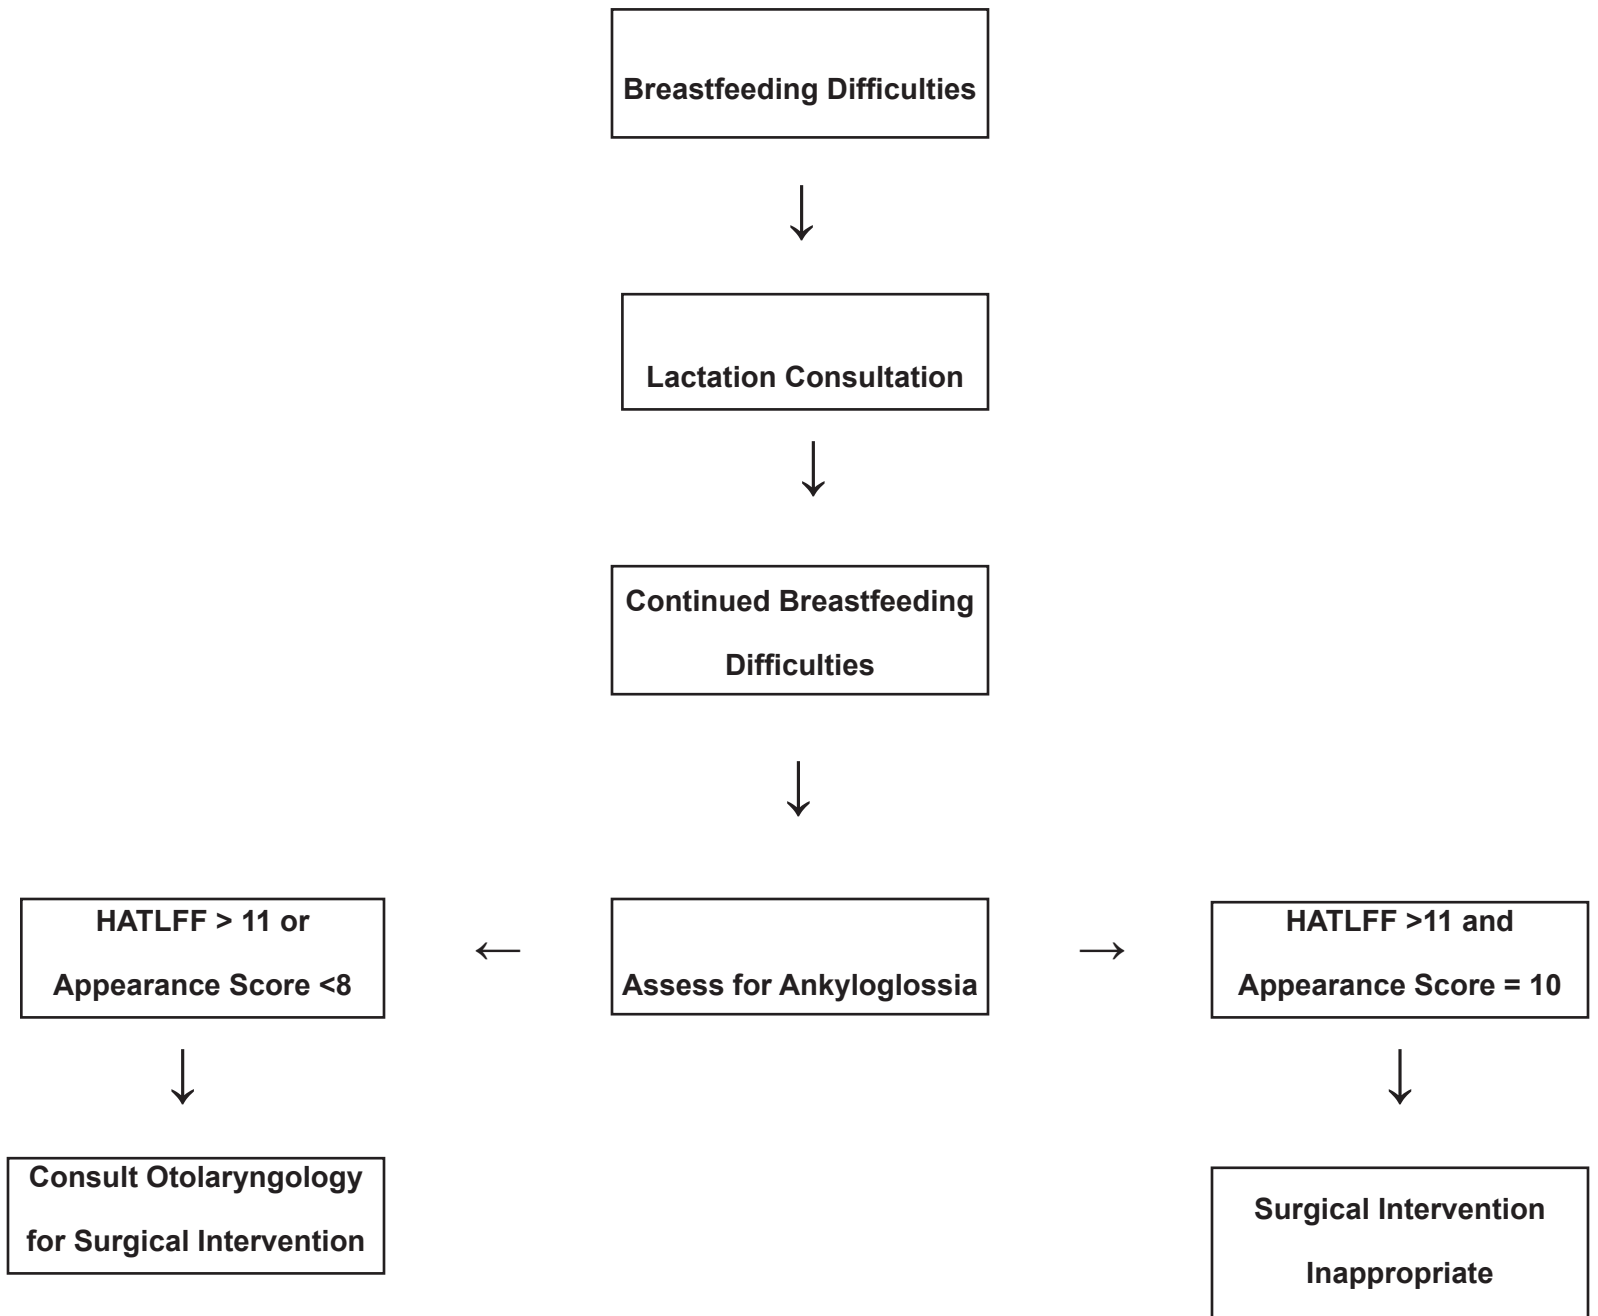 Breastfeeding Difficulties
↓
Lactation Consultation
↓
Continued Breastfeeding
Difficulties
↓
HATLFF > 11 or
Appearance Score <8
←
Assess for Ankyloglossia
→
HATLFF >11 and
Appearance Score = 10
↓
↓
Consult Otolaryngology
for Surgical Intervention
Surgical Intervention
Inappropriate